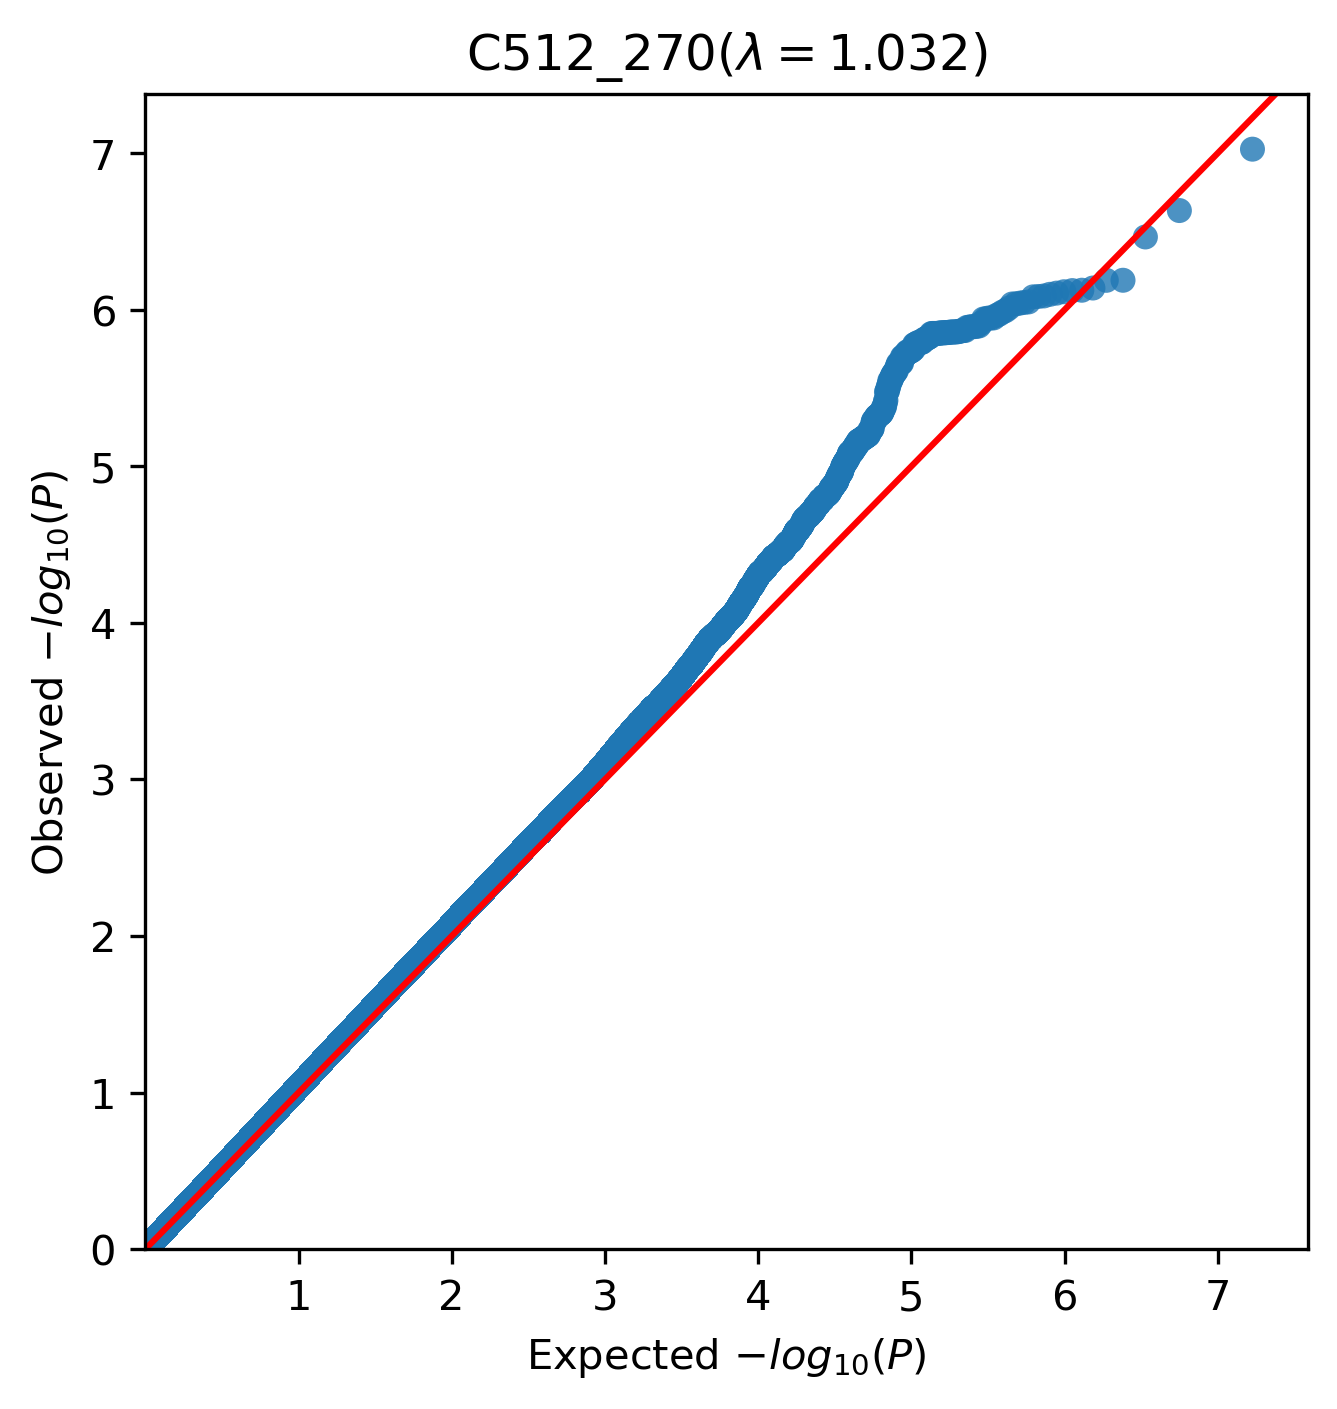 C512_270(λ = 1.032)
7
6
5
4
3
2
1
0
Observed −log₁₀(P)
1 2 3 4 5 6 7
Expected −log₁₀(P)